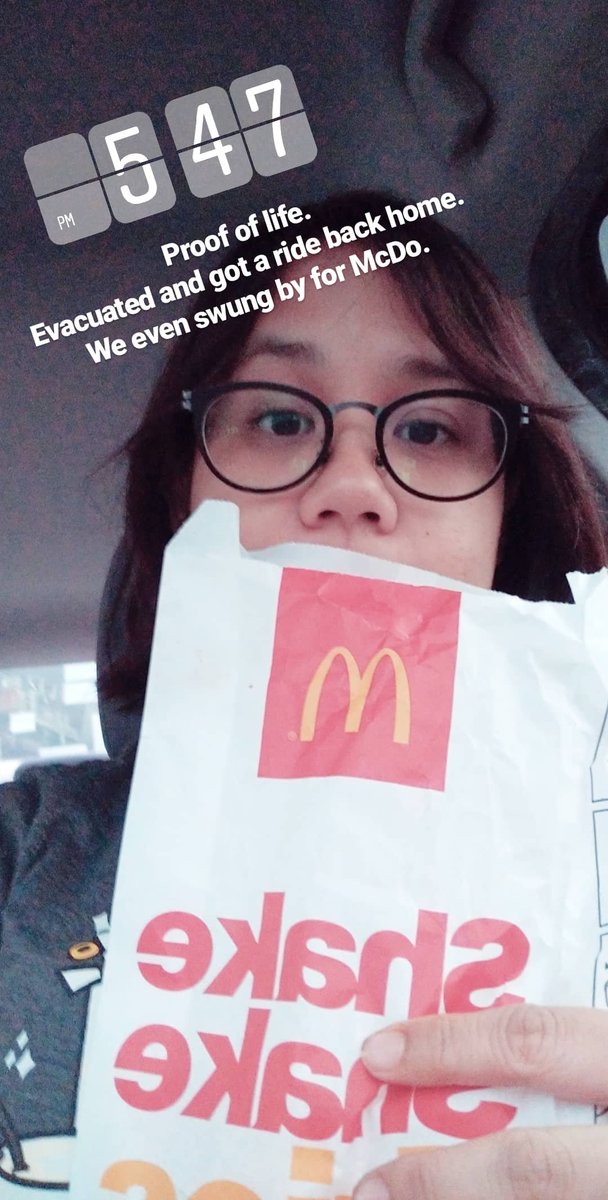 PM 5 47
Proof of life.
Evacuated and got a ride back home.
We even swung by for McDo.
M
Shake
Shake